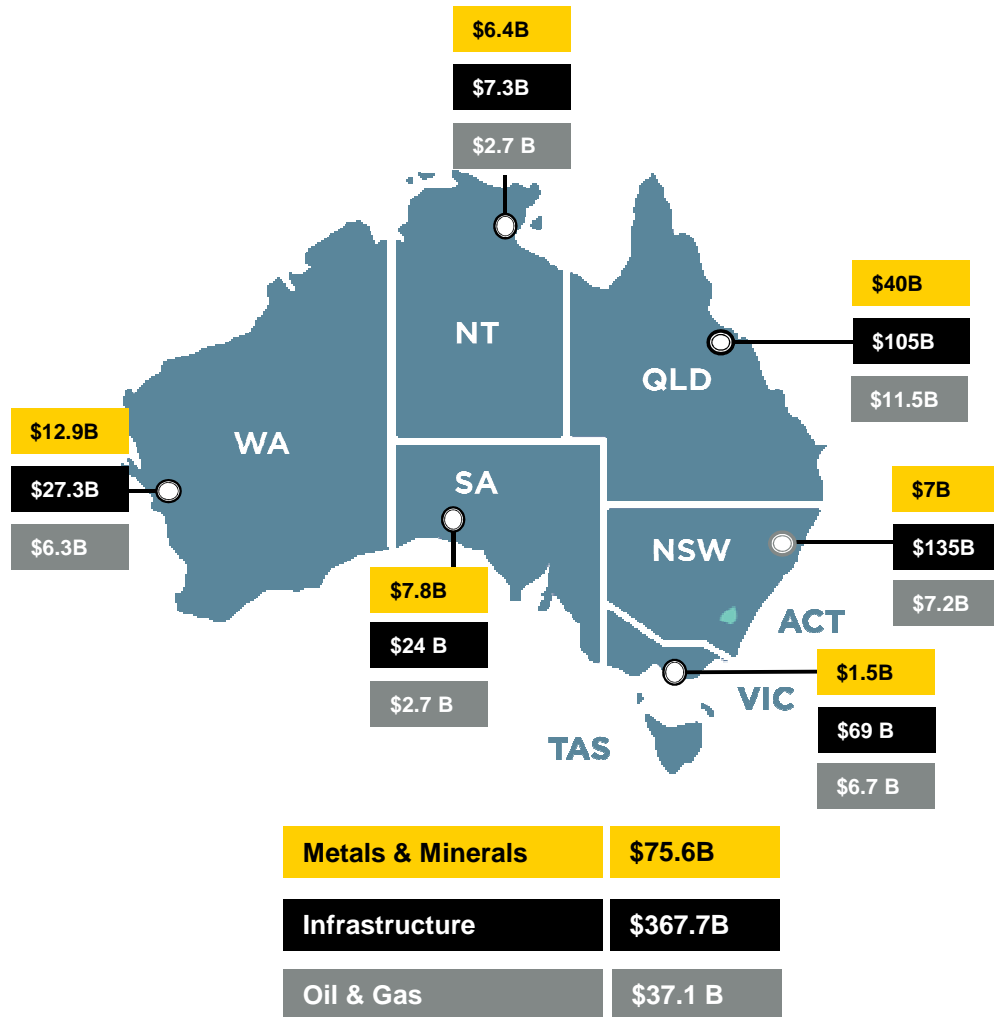 $6.4B
$7.3B
$2.7 B
NT
$40B
$105B
$11.5B
QLD
$12.9B
$27.3B
$6.3B
WA
SA
$7B
$135B
$7.2B
NSW
ACT
$7.8B
$24 B
$2.7 B
$1.5B
$69 B
$6.7 B
VIC
TAS
Metals & Minerals $75.6B
Infrastructure $367.7B
Oil & Gas $37.1 B